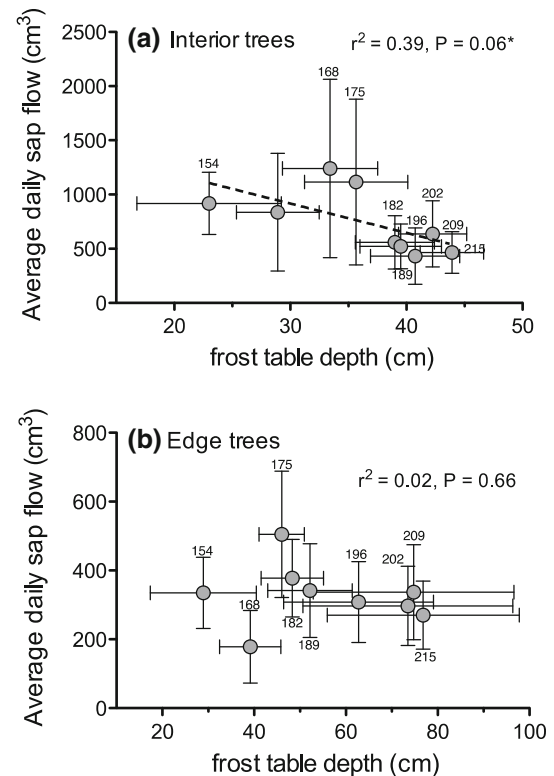 (a) Interior trees
r² = 0.39, P = 0.06*
Average daily sap flow (cm³)
2500
2000
1500
1000
500
0
154
168
175
182
189
196
202
209
215
20 30 40 50
frost table depth (cm)
(b) Edge trees
r² = 0.02, P = 0.66
Average daily sap flow (cm³)
800
600
400
200
0
154
168
175
182
189
196
202
209
215
20 40 60 80 100
frost table depth (cm)